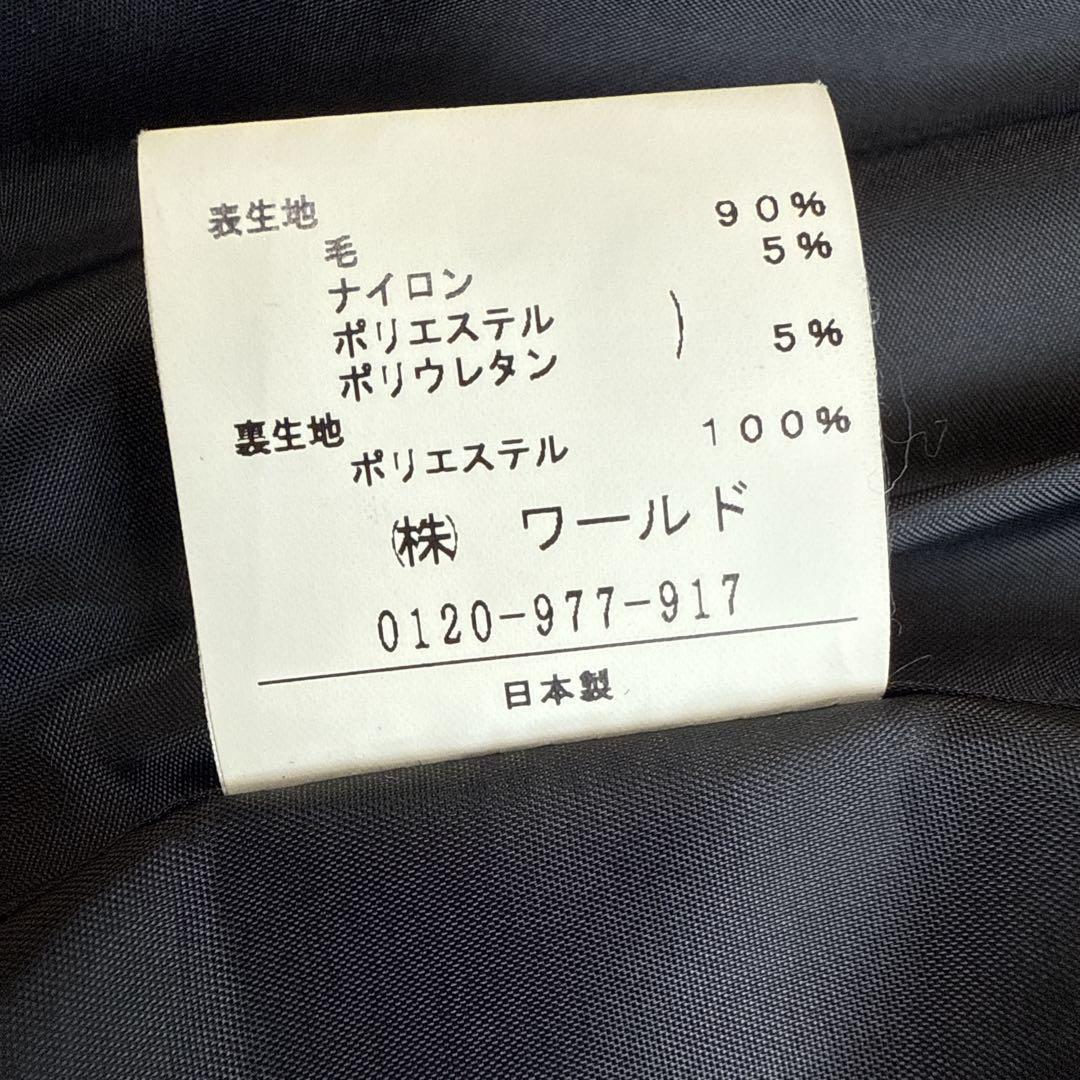 表生地
毛 90%
ナイロン 5%
ポリエステル
ポリウレタン ) 5%
裏生地
ポリエステル 100%
㈱ ワールド
0120-977-917
日本製